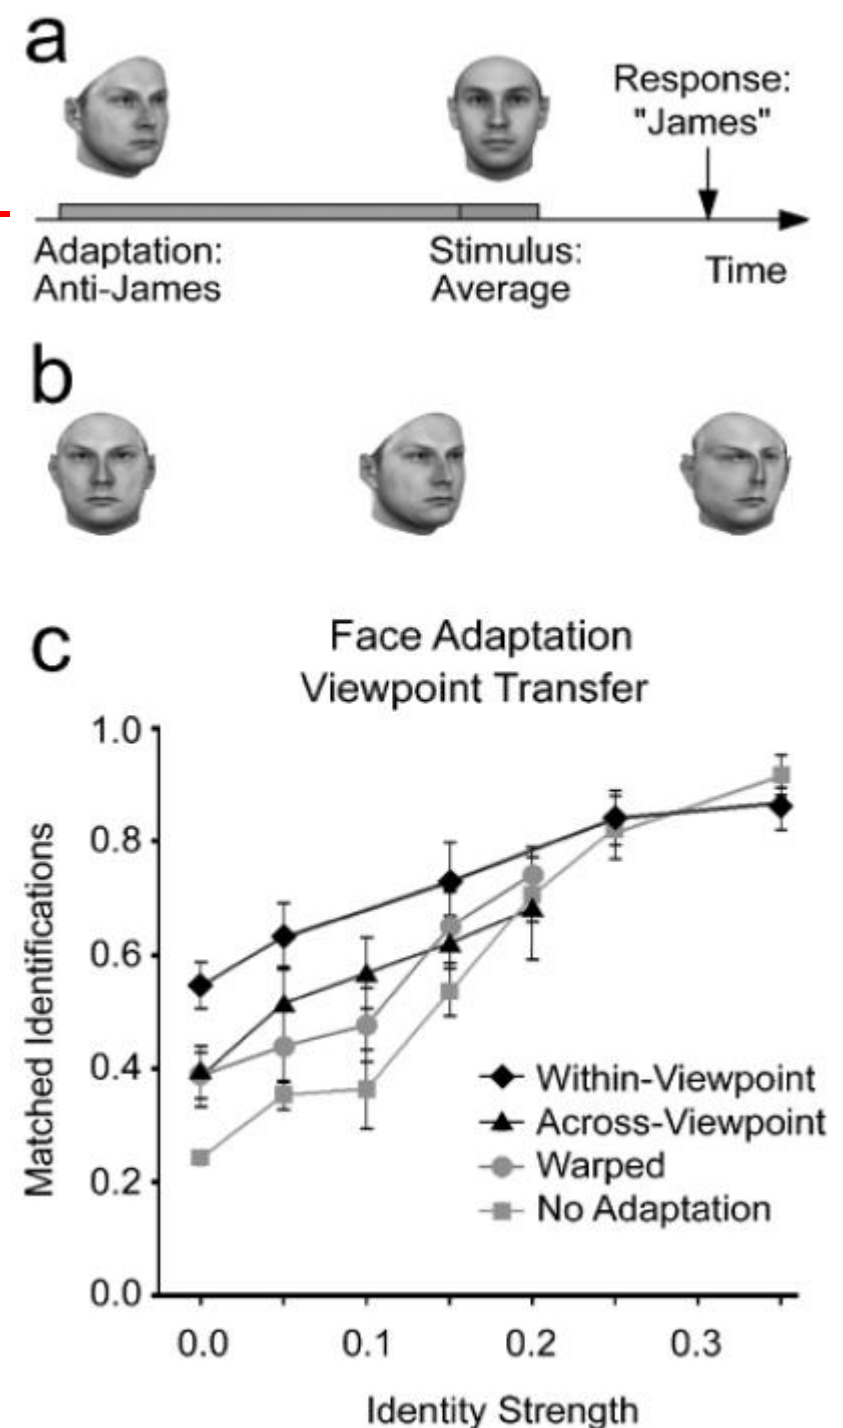 a
Response:
"James"
Adaptation:
Anti-James
Stimulus:
Average
Time
b
c
Face Adaptation
Viewpoint Transfer
Matched Identifications
1.0
0.8
0.6
0.4
0.2
0.0
Within-Viewpoint
Across-Viewpoint
Warped
No Adaptation
0.0 0.1 0.2 0.3
Identity Strength